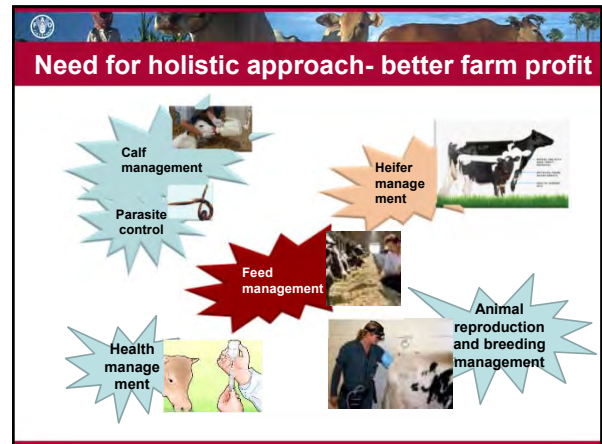 Need for holistic approach- better farm profit
Calf
management
Parasite
control
Heifer
manage
ment
Feed
management
Animal
reproduction
and breeding
management
Health
manage
ment